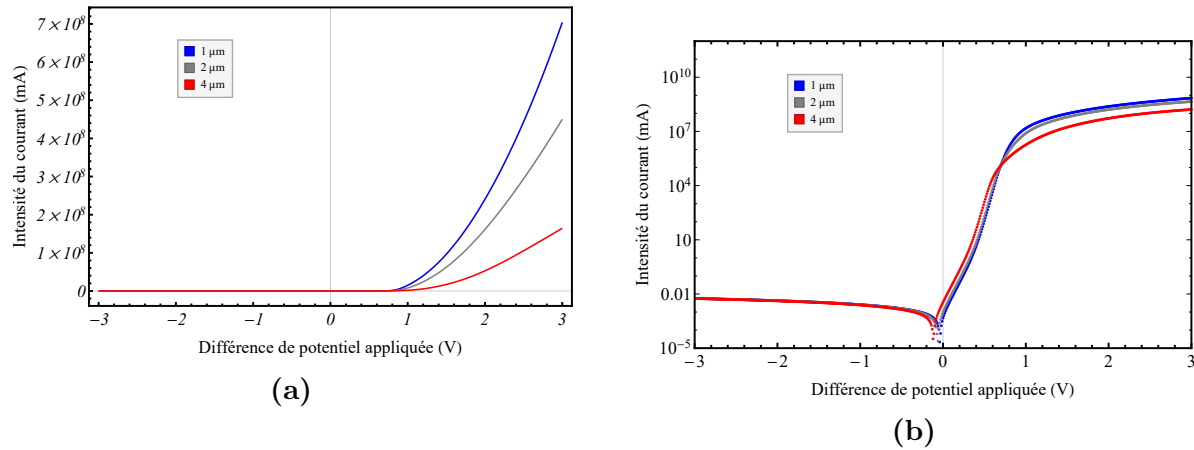 7×10⁸
6×10⁸
5×10⁸
4×10⁸
3×10⁸
2×10⁸
1×10⁸
0
Intensité du courant (mA)
1 μm
2 μm
4 μm
−3 −2 −1 0 1 2 3
Différence de potentiel appliquée (V)
(a)
10¹⁰
10⁷
10⁴
10
0.01
10⁻⁵
Intensité du courant (mA)
1 μm
2 μm
4 μm
−3 −2 −1 0 1 2 3
Différence de potentiel appliquée (V)
(b)